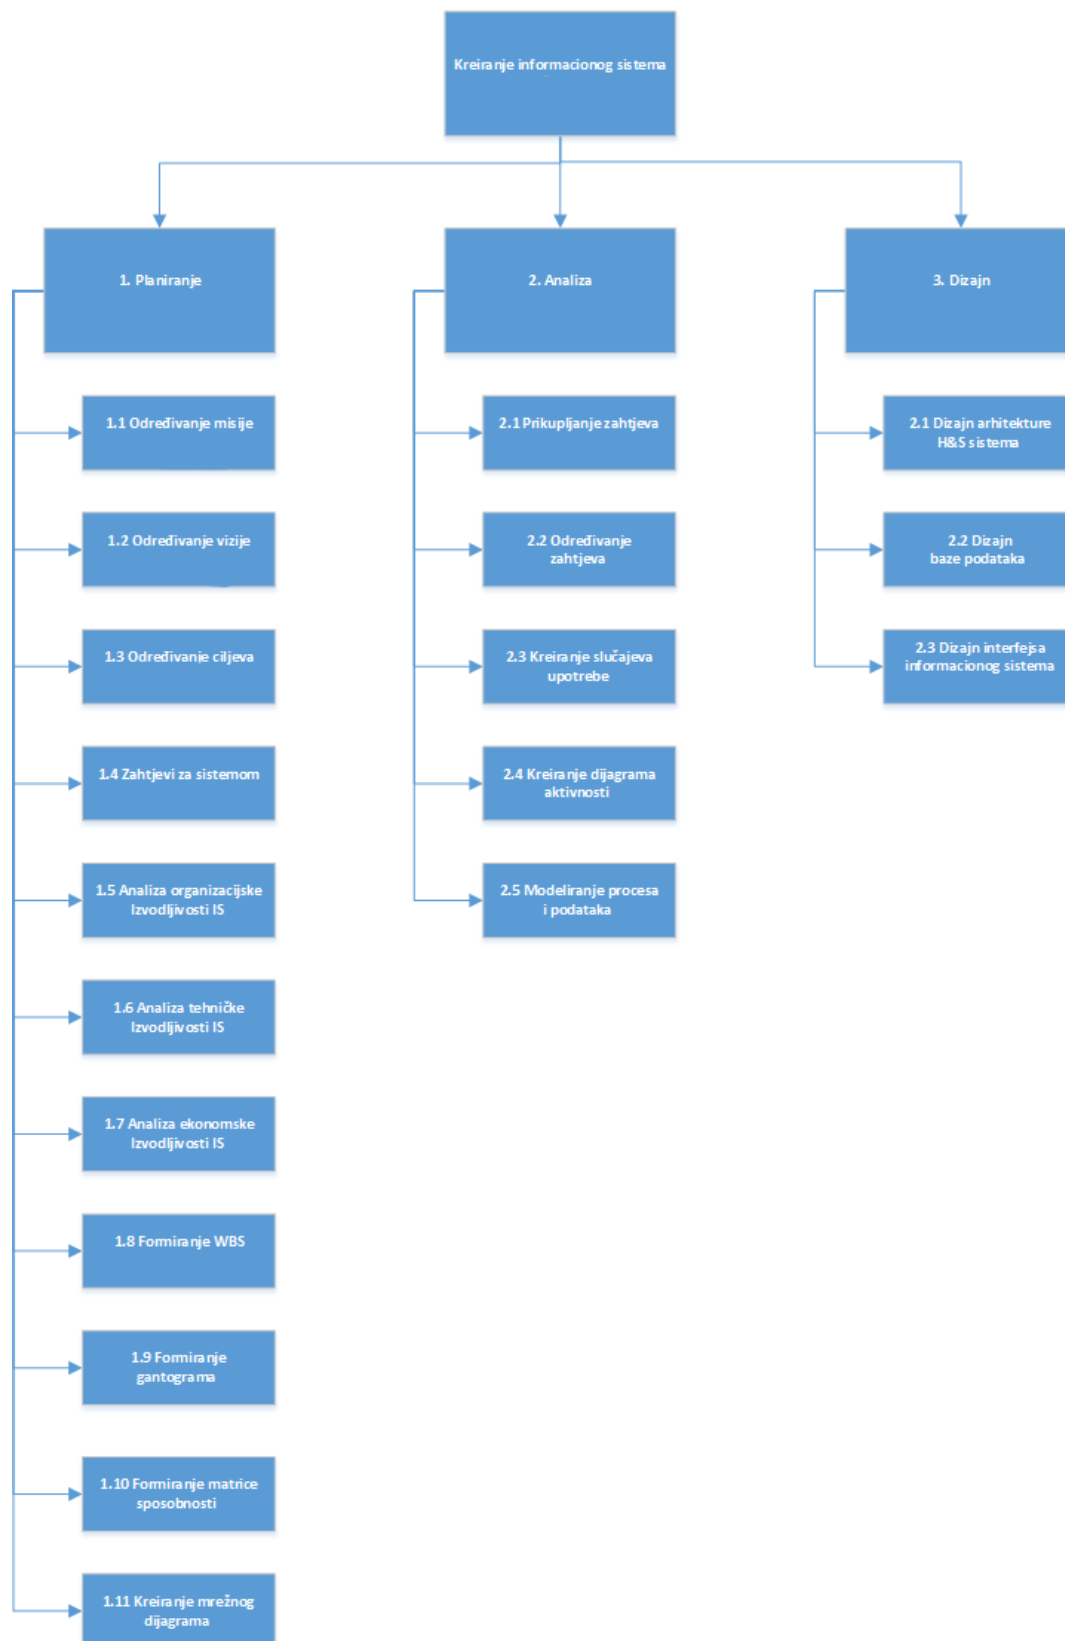 Kreiranje informacionog sistema
1. Planiranje
2. Analiza
3. Dizajn
1.1 Određivanje misije
1.2 Određivanje vizije
1.3 Određivanje ciljeva
1.4 Zahtjevi za sistemom
1.5 Analiza organizacijske
Izvodljivosti IS
1.6 Analiza tehničke
Izvodljivosti IS
1.7 Analiza ekonomske
Izvodljivosti IS
1.8 Formiranje WBS
1.9 Formiranje
gantograma
1.10 Formiranje matrice
sposobnosti
1.11 Kreiranje mrežnog
dijagrama
2.1 Prikupljanje zahtjeva
2.2 Određivanje
zahtjeva
2.3 Kreiranje slučajeva
upotrebe
2.4 Kreiranje dijagrama
aktivnosti
2.5 Modeliranje procesa
i podataka
2.1 Dizajn arhitekture
H&S sistema
2.2 Dizajn
baze podataka
2.3 Dizajn interfejsa
informacionog sistema